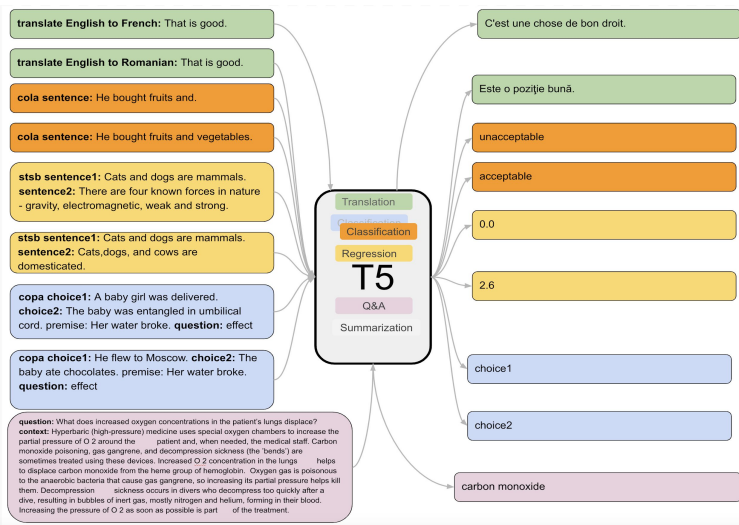 translate English to French: That is good.
translate English to Romanian: That is good.
cola sentence: He bought fruits and.
cola sentence: He bought fruits and vegetables.
stsb sentence1: Cats and dogs are mammals.
sentence2: There are four known forces in nature
- gravity, electromagnetic, weak and strong.
stsb sentence1: Cats and dogs are mammals.
sentence2: Cats,dogs, and cows are
domesticated.
copa choice1: A baby girl was delivered.
choice2: The baby was entangled in umbilical
cord. premise: Her water broke. question: effect
copa choice1: He flew to Moscow. choice2: The
baby ate chocolates. premise: Her water broke.
question: effect
question: What does increased oxygen concentrations in the patient's lungs displace?
context: Hyperbaric (high-pressure) medicine uses special oxygen chambers to increase the
partial pressure of O 2 around the patient and, when needed, the medical staff. Carbon
monoxide poisoning, gas gangrene, and decompression sickness (the 'bends') are
sometimes treated using these devices. Increased O 2 concentration in the lungs helps
to displace carbon monoxide from the heme group of hemoglobin. Oxygen gas is poisonous
to the anaerobic bacteria that cause gas gangrene, so increasing its partial pressure helps kill
them. Decompression sickness occurs in divers who decompress too quickly after a
dive, resulting in bubbles of inert gas, mostly nitrogen and helium, forming in their blood.
Increasing the pressure of O 2 as soon as possible is part of the treatment.
Translation
Classification
Classification
Regression
T5
Q&A
Summarization
C'est une chose de bon droit.
Este o poziţie bună.
unacceptable
acceptable
0.0
2.6
choice1
choice2
carbon monoxide